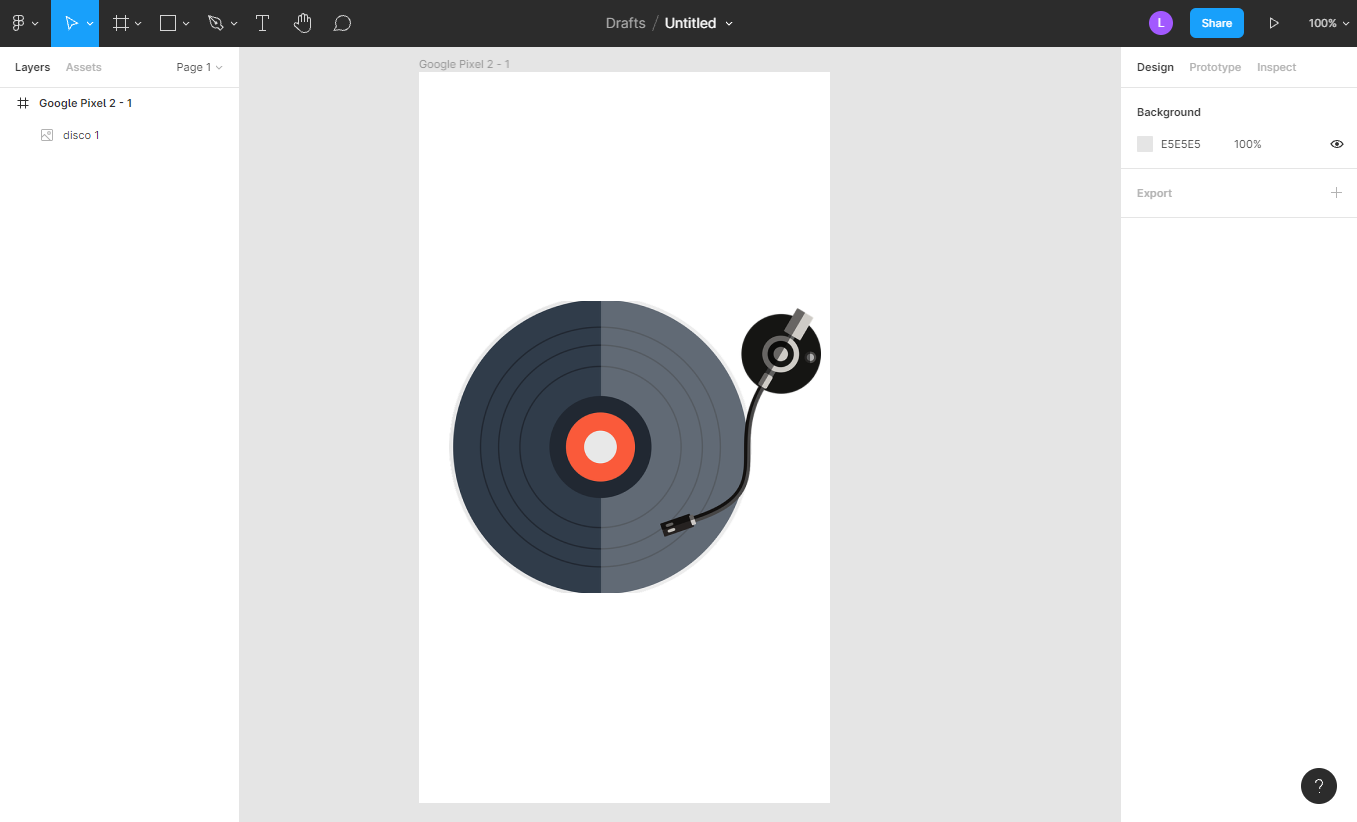 Drafts / Untitled
L
Share
100%
Layers
Assets
Page 1
Google Pixel 2 - 1
disco 1
Google Pixel 2 - 1
Design
Prototype
Inspect
Background
E5E5E5
100%
Export
?